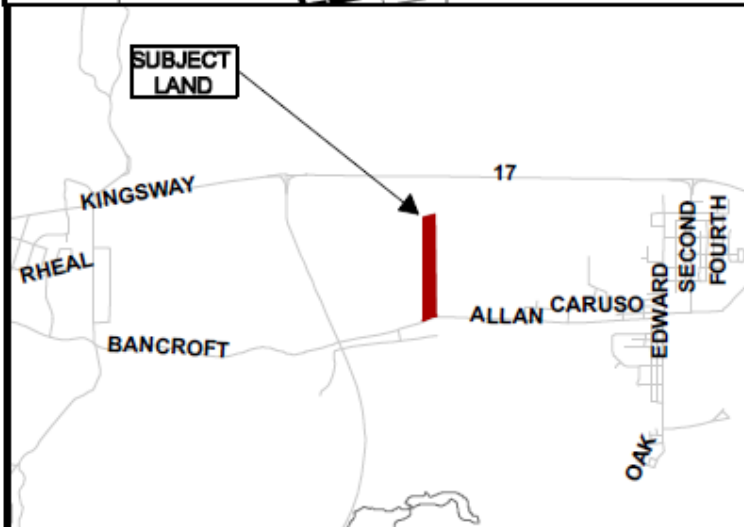 SUBJECT
LAND
KINGSWAY
17
RHEAL
SECOND
FOURTH
BANCROFT
ALLAN
CARUSO
EDWARD
OAK